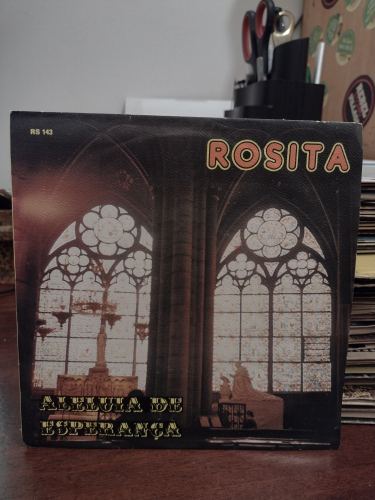 RS 143
ROSITA
ALELUIA DE
ESPERANÇA